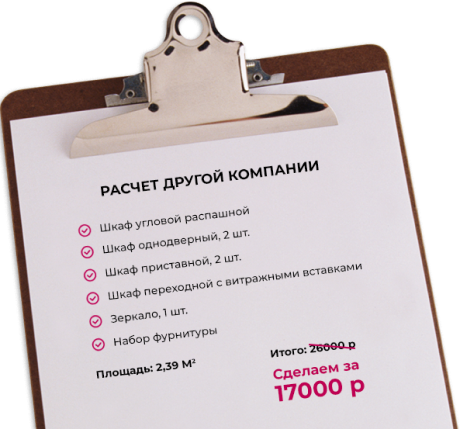 РАСЧЕТ ДРУГОЙ КОМПАНИИ
Шкаф угловой распашной
Шкаф однодверный, 2 шт.
Шкаф приставной, 2 шт.
Шкаф переходной с витражными вставками
Зеркало, 1 шт.
Набор фурнитуры
Площадь: 2,39 М²
Итого: 26000 р
Сделаем за
17000 р